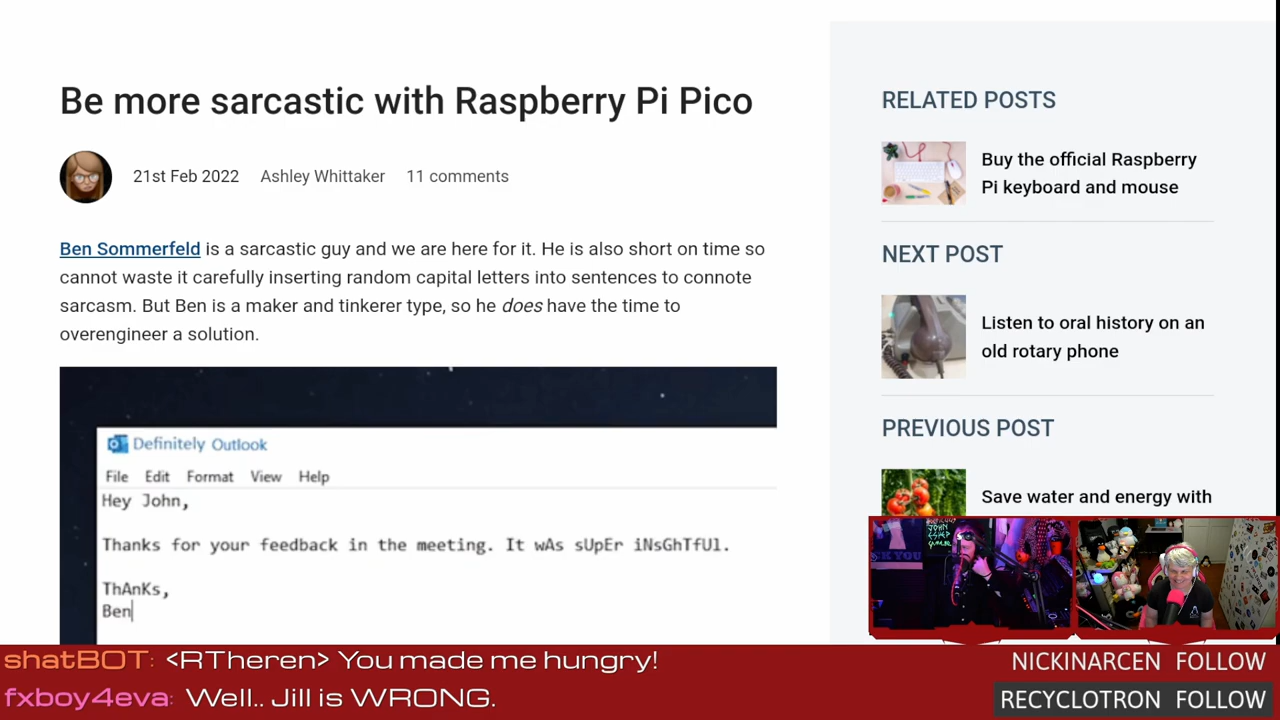 Be more sarcastic with Raspberry Pi Pico
21st Feb 2022 Ashley Whittaker 11 comments
Ben Sommerfeld is a sarcastic guy and we are here for it. He is also short on time so
cannot waste it carefully inserting random capital letters into sentences to connote
sarcasm. But Ben is a maker and tinkerer type, so he does have the time to
overengineer a solution.
Definitely Outlook
File Edit Format View Help
Hey John,
Thanks for your feedback in the meeting. It wAs sUpEr iNsGhTfUl.
ThAnKs,
Ben
RELATED POSTS
Buy the official Raspberry
Pi keyboard and mouse
NEXT POST
Listen to oral history on an
old rotary phone
PREVIOUS POST
Save water and energy with
shatBOT: <RTheren> You made me hungry!
fxboy4eva: Well.. Jill is WRONG.
NICKINARCEN FOLLOW
RECYCLOTRON FOLLOW